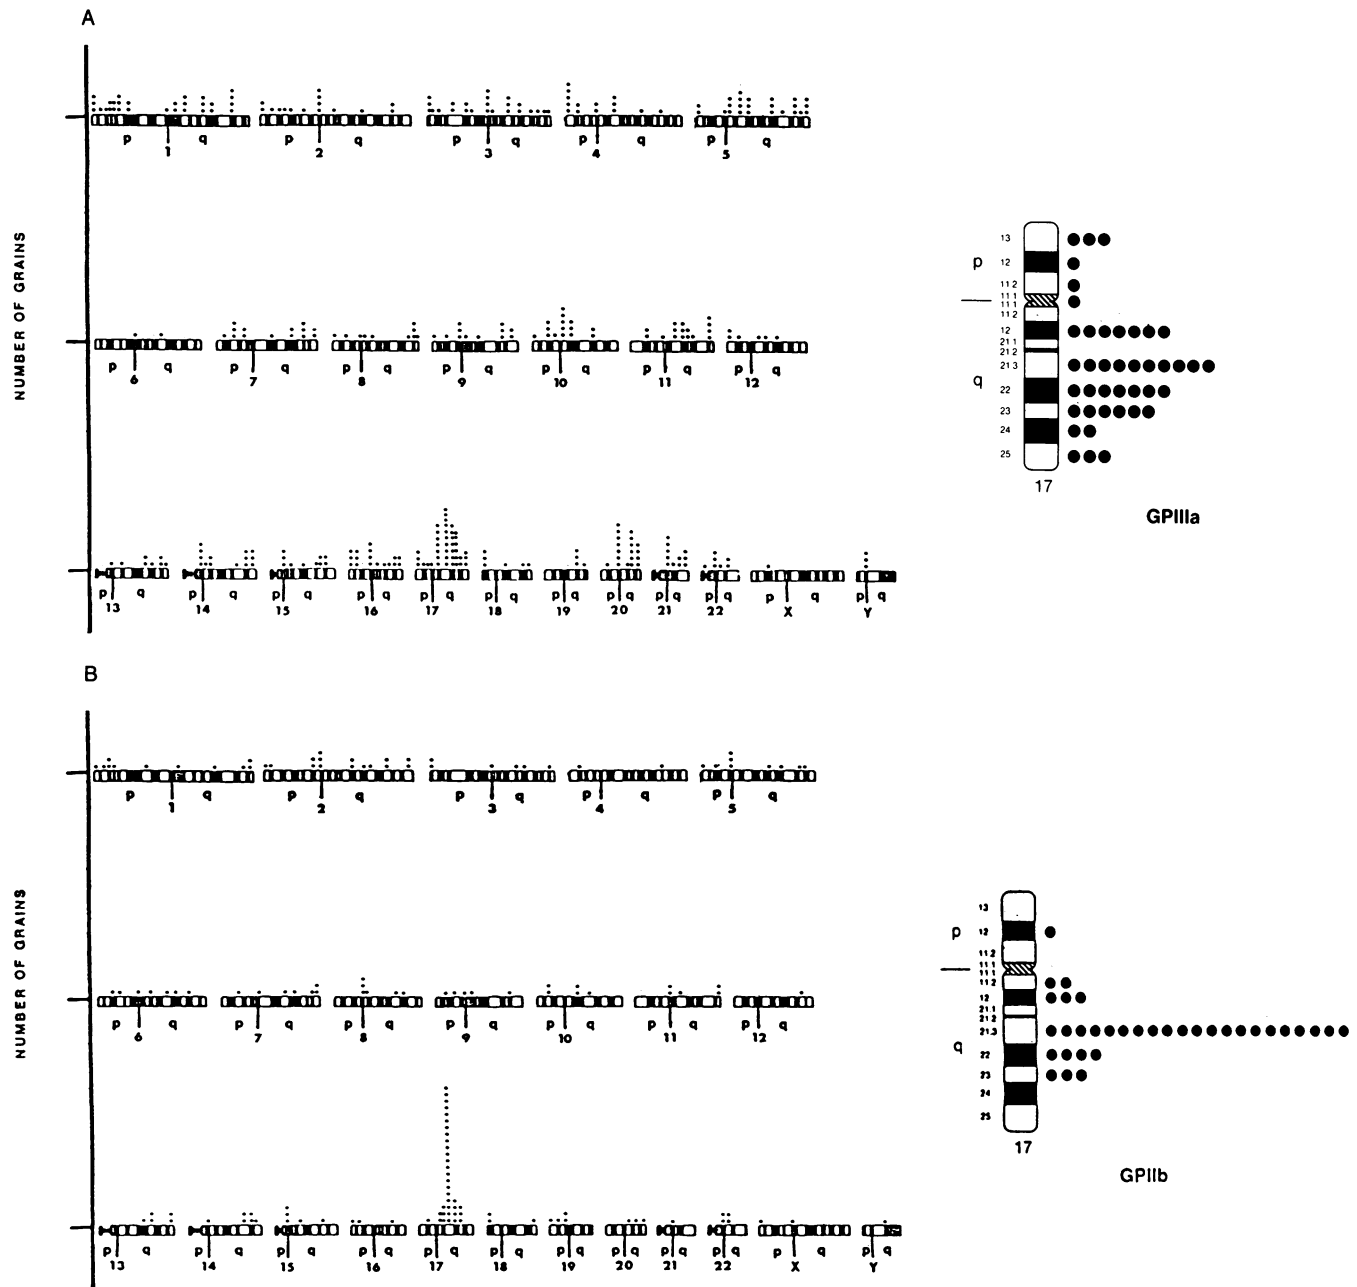 A
NUMBER OF GRAINS
p q p q p q p q p q
1 2 3 4 5
p q p q p q p q p q p q p q
6 7 8 9 10 11 12
p q p q p q p q p q p q p q p q p q p q p q p q
13 14 15 16 17 18 19 20 21 22 X Y
p
q
13
12
11 2
11 1
11 1
11 2
12
21 1
21 2
21 3
22
23
24
25
17
GPIIIa
B
NUMBER OF GRAINS
p q p q p q p q p q
1 2 3 4 5
p q p q p q p q p q p q p q
6 7 8 9 10 11 12
p q p q p q p q p q p q p q p q p q p q p q p q
13 14 15 16 17 18 19 20 21 22 X Y
p
q
13
12
11.2
11.1
11.1
11.2
12
21.1
21.2
21.3
22
23
24
25
17
GPIIb